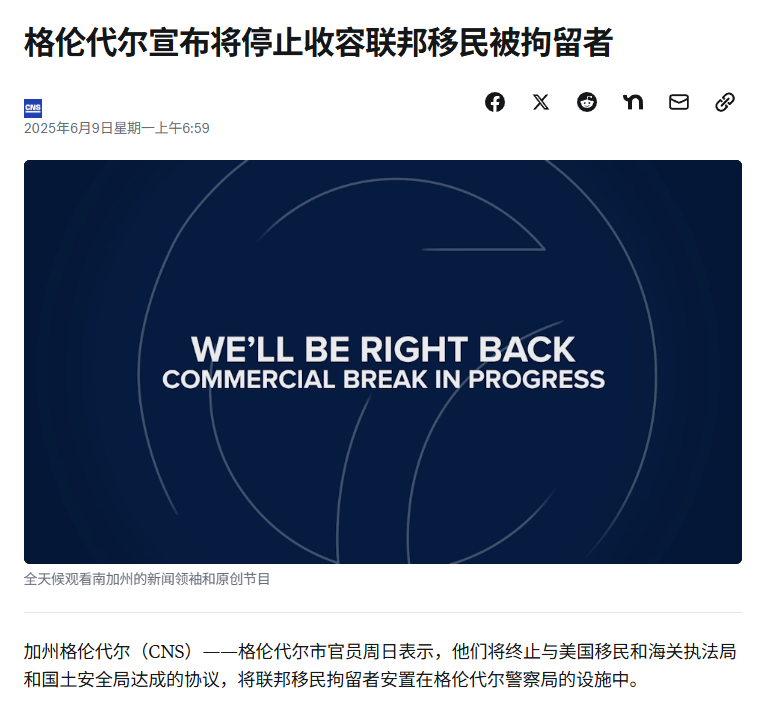 格伦代尔宣布将停止收容联邦移民被拘留者
CNS
2025年6月9日星期一上午6:59
WE’LL BE RIGHT BACK
COMMERCIAL BREAK IN PROGRESS
全天候观看南加州的新闻领袖和原创节目
加州格伦代尔（CNS）——格伦代尔市官员周日表示，他们将终止与美国移民和海关执法局
和国土安全局达成的协议，将联邦移民拘留者安置在格伦代尔警察局的设施中。